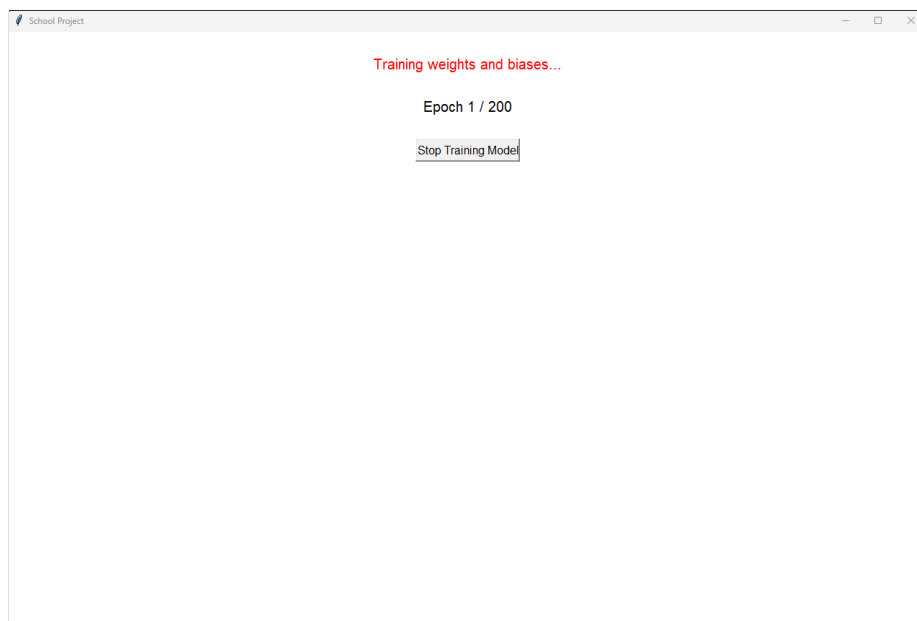 School Project
Training weights and biases...
Epoch 1 / 200
Stop Training Model